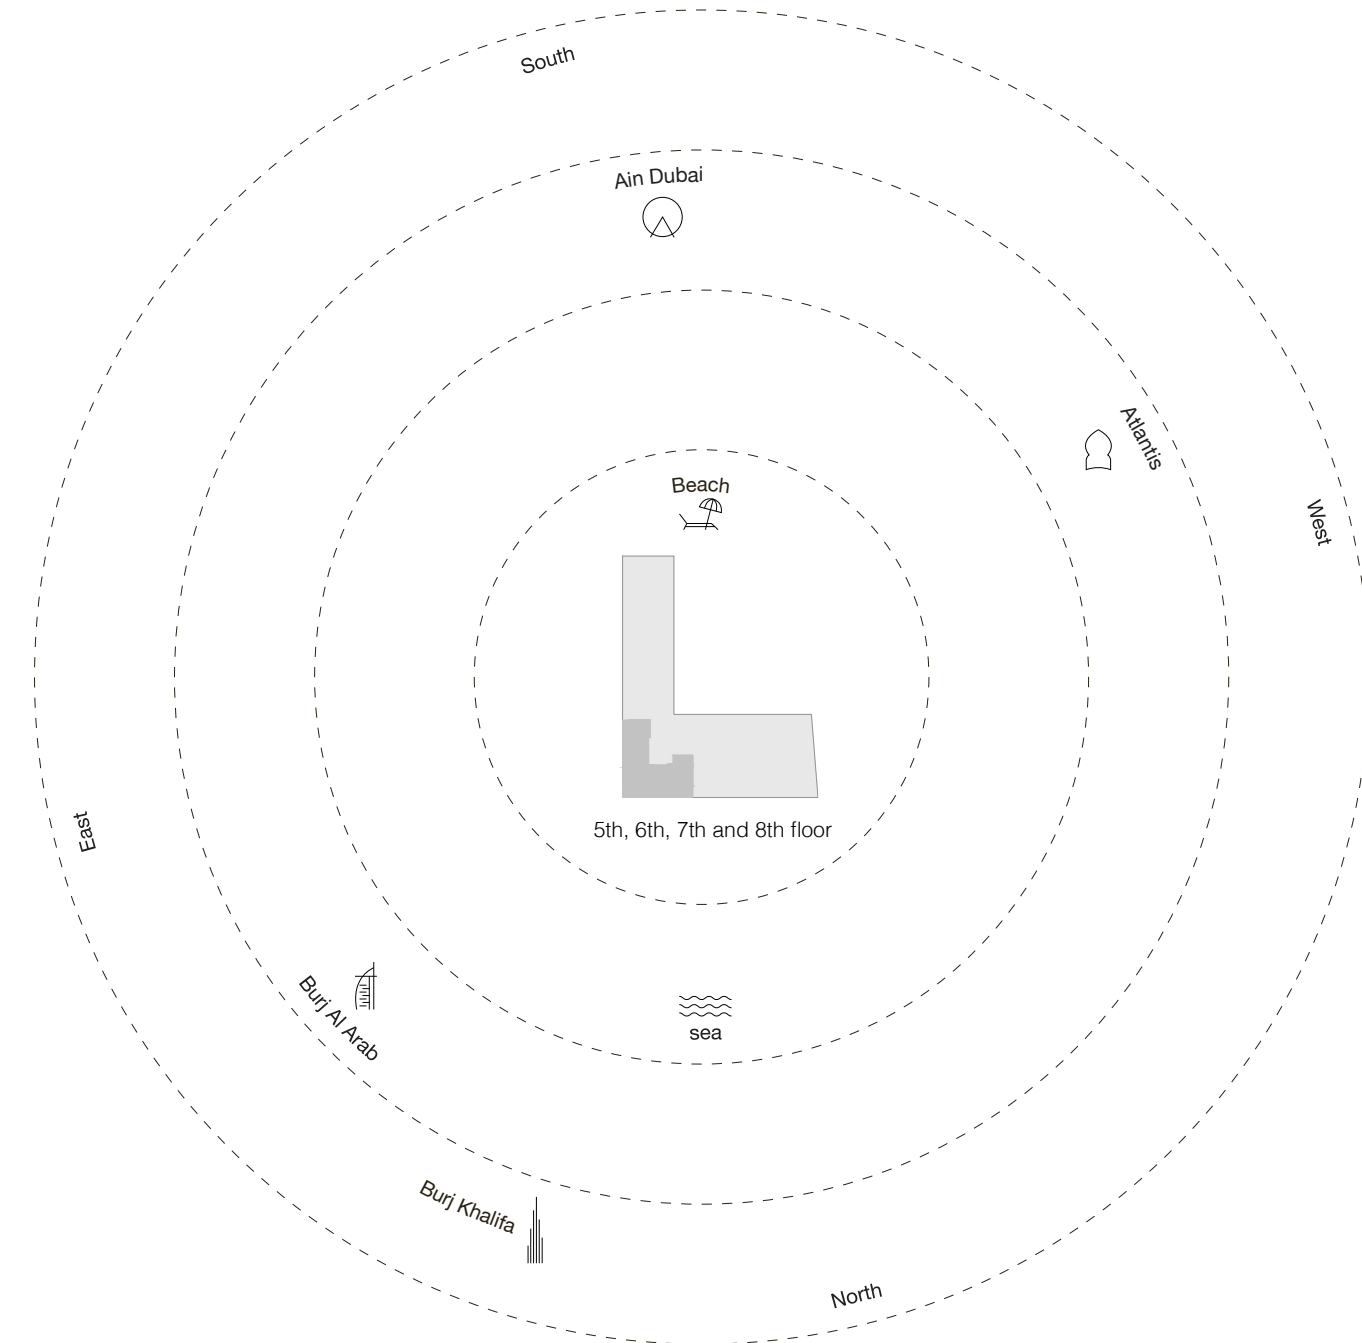 South
Ain Dubai
Atlantis
Beach
West
5th, 6th, 7th and 8th floor
East
Burj Al Arab
sea
Burj Khalifa
North